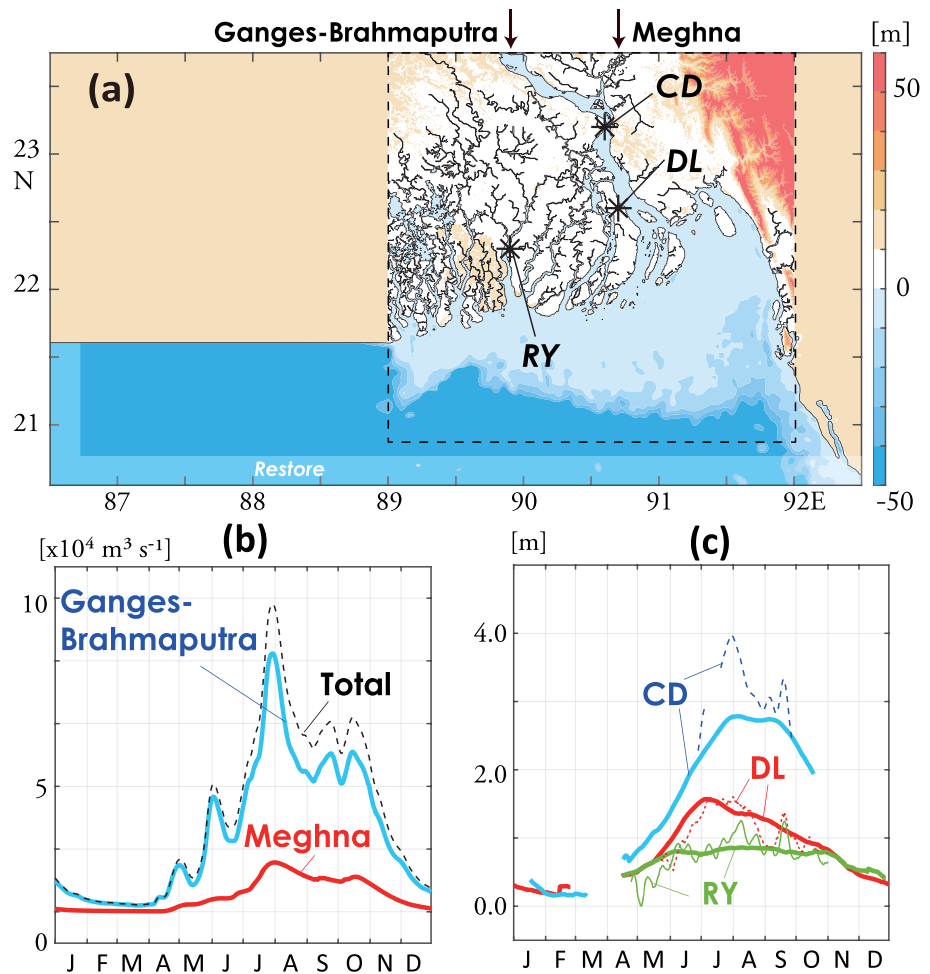 Ganges-Brahmaputra Meghna [m]
(a)
CD
50
23
N
DL
22
0
RY
21
Restore
-50
87 88 89 90 91 92E
(b) (c)
[x10⁴ m³ s⁻¹] [m]
10
Ganges-
Brahmaputra
4.0
Total
CD
5
2.0
DL
Meghna
RY
0.0
0
J F M A M J J A S O N D
J F M A M J J A S O N D